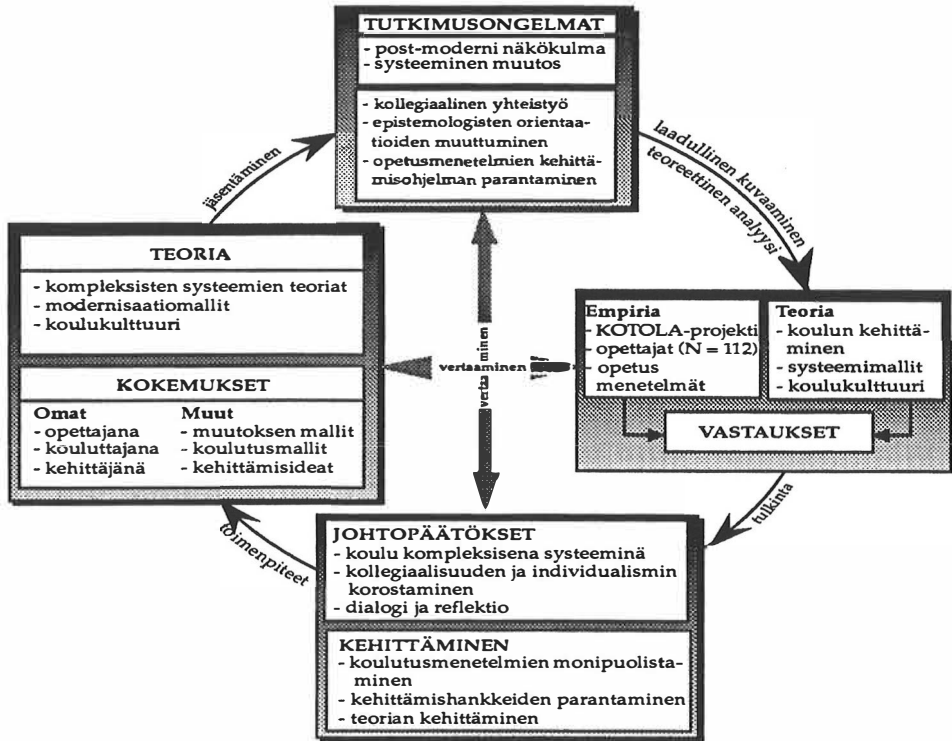 TUTKIMUSONGELMAT
- post-moderni näkökulma
- systeeminen muutos
- kollegiaalinen yhteistyö
- epistemologisten orientaa-
tioiden muuttuminen
- opetusmenetelmien kehittä-
misohjelman parantaminen
jäsentäminen
laadullinen kuvaaminen
teoreettinen analyysi
TEORIA
- kompleksisten systeemien teoriat
- modernisaatiomallit
- koulukulttuuri
KOKEMUKSET
Omat
- opettajana
- kouluttajana
- kehittäjänä
Muut
- muutoksen mallit
- koulutusmallit
- kehittämisideat
vertaaminen
vertaaminen
Empiria
- KOTOLA-projekti
- opettajat (N = 112)
- opetus
menetelmät
Teoria
- koulun kehittä-
minen
- systeemimallit
- koulukulttuuri
VASTAUKSET
tulkinta
toimenpiteet
JOHTOPÄÄTÖKSET
- koulu kompleksisena systeeminä
- kollegiaalisuuden ja individualismin
korostaminen
- dialogi ja reflektio
KEHITTÄMINEN
- koulutusmenetelmien monipuolista-
minen
- kehittämishankkeiden parantaminen
- teorian kehittäminen